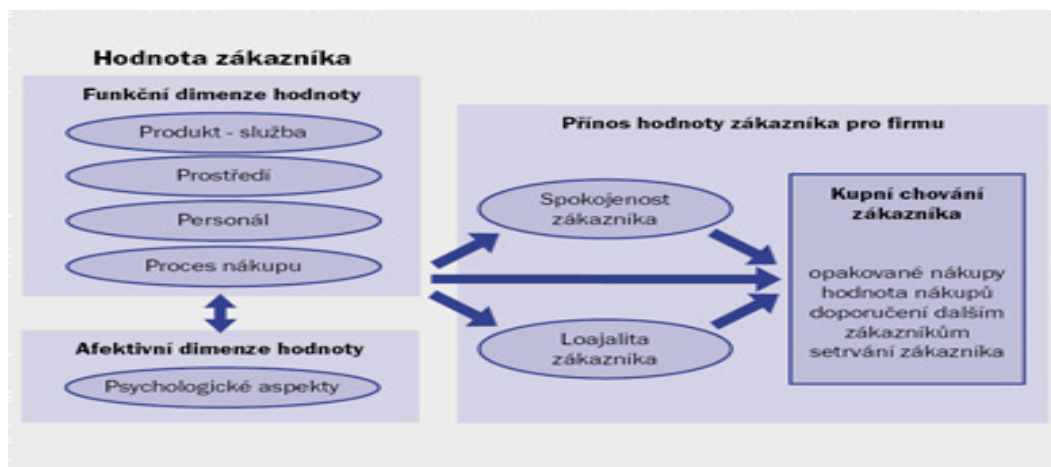 Hodnota zákazníka
Funkční dimenze hodnoty
Produkt - služba
Prostředí
Personál
Proces nákupu
Afektivní dimenze hodnoty
Psychologické aspekty
Přínos hodnoty zákazníka pro firmu
Spokojenost
zákazníka
Loajalita
zákazníka
Kupní chování
zákazníka
opakované nákupy
hodnota nákupů
doporučení dalším
zákazníkům
setrvání zákazníka